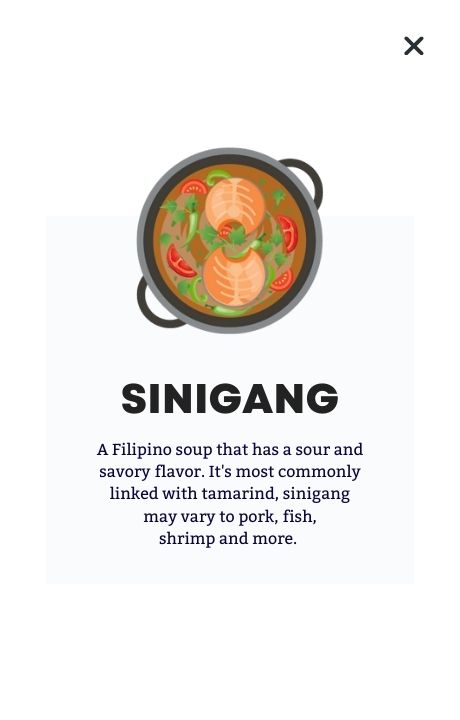 SINIGANG
A Filipino soup that has a sour and
savory flavor. It's most commonly
linked with tamarind, sinigang
may vary to pork, fish,
shrimp and more.